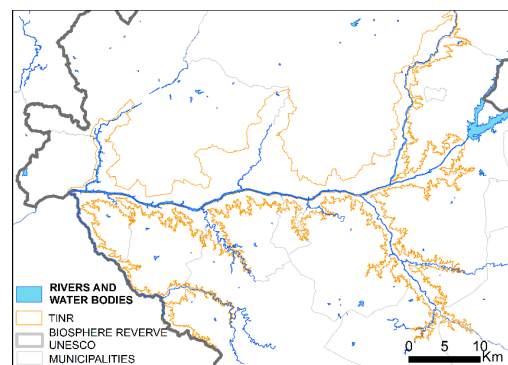 RIVERS AND
WATER BODIES
TINR
BIOSPHERE REVERVE
UNESCO
MUNICIPALITIES
0 5 10
Km